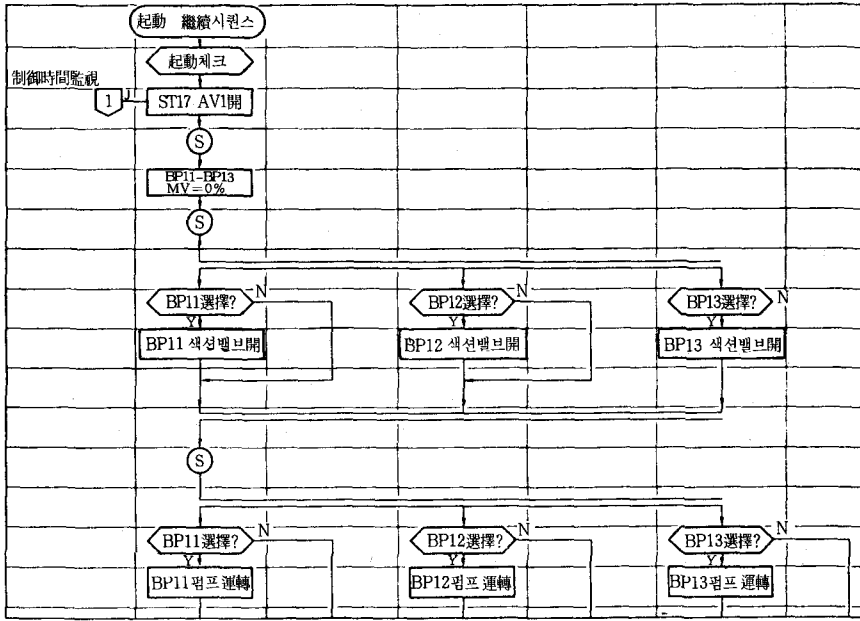 起動 繼續시퀀스
起動체크
制御時間監視
1
ST17 AV1開
S
BP11-BP13
MV=0%
S
BP11選擇? N
BP12選擇? N
BP13選擇? N
Y
Y
Y
BP11 색션밸브開
BP12 색션밸브開
BP13 색션밸브開
S
BP11選擇? N
BP12選擇? N
BP13選擇? N
Y
Y
Y
BP11펌프運轉
BP12펌프運轉
BP13펌프運轉